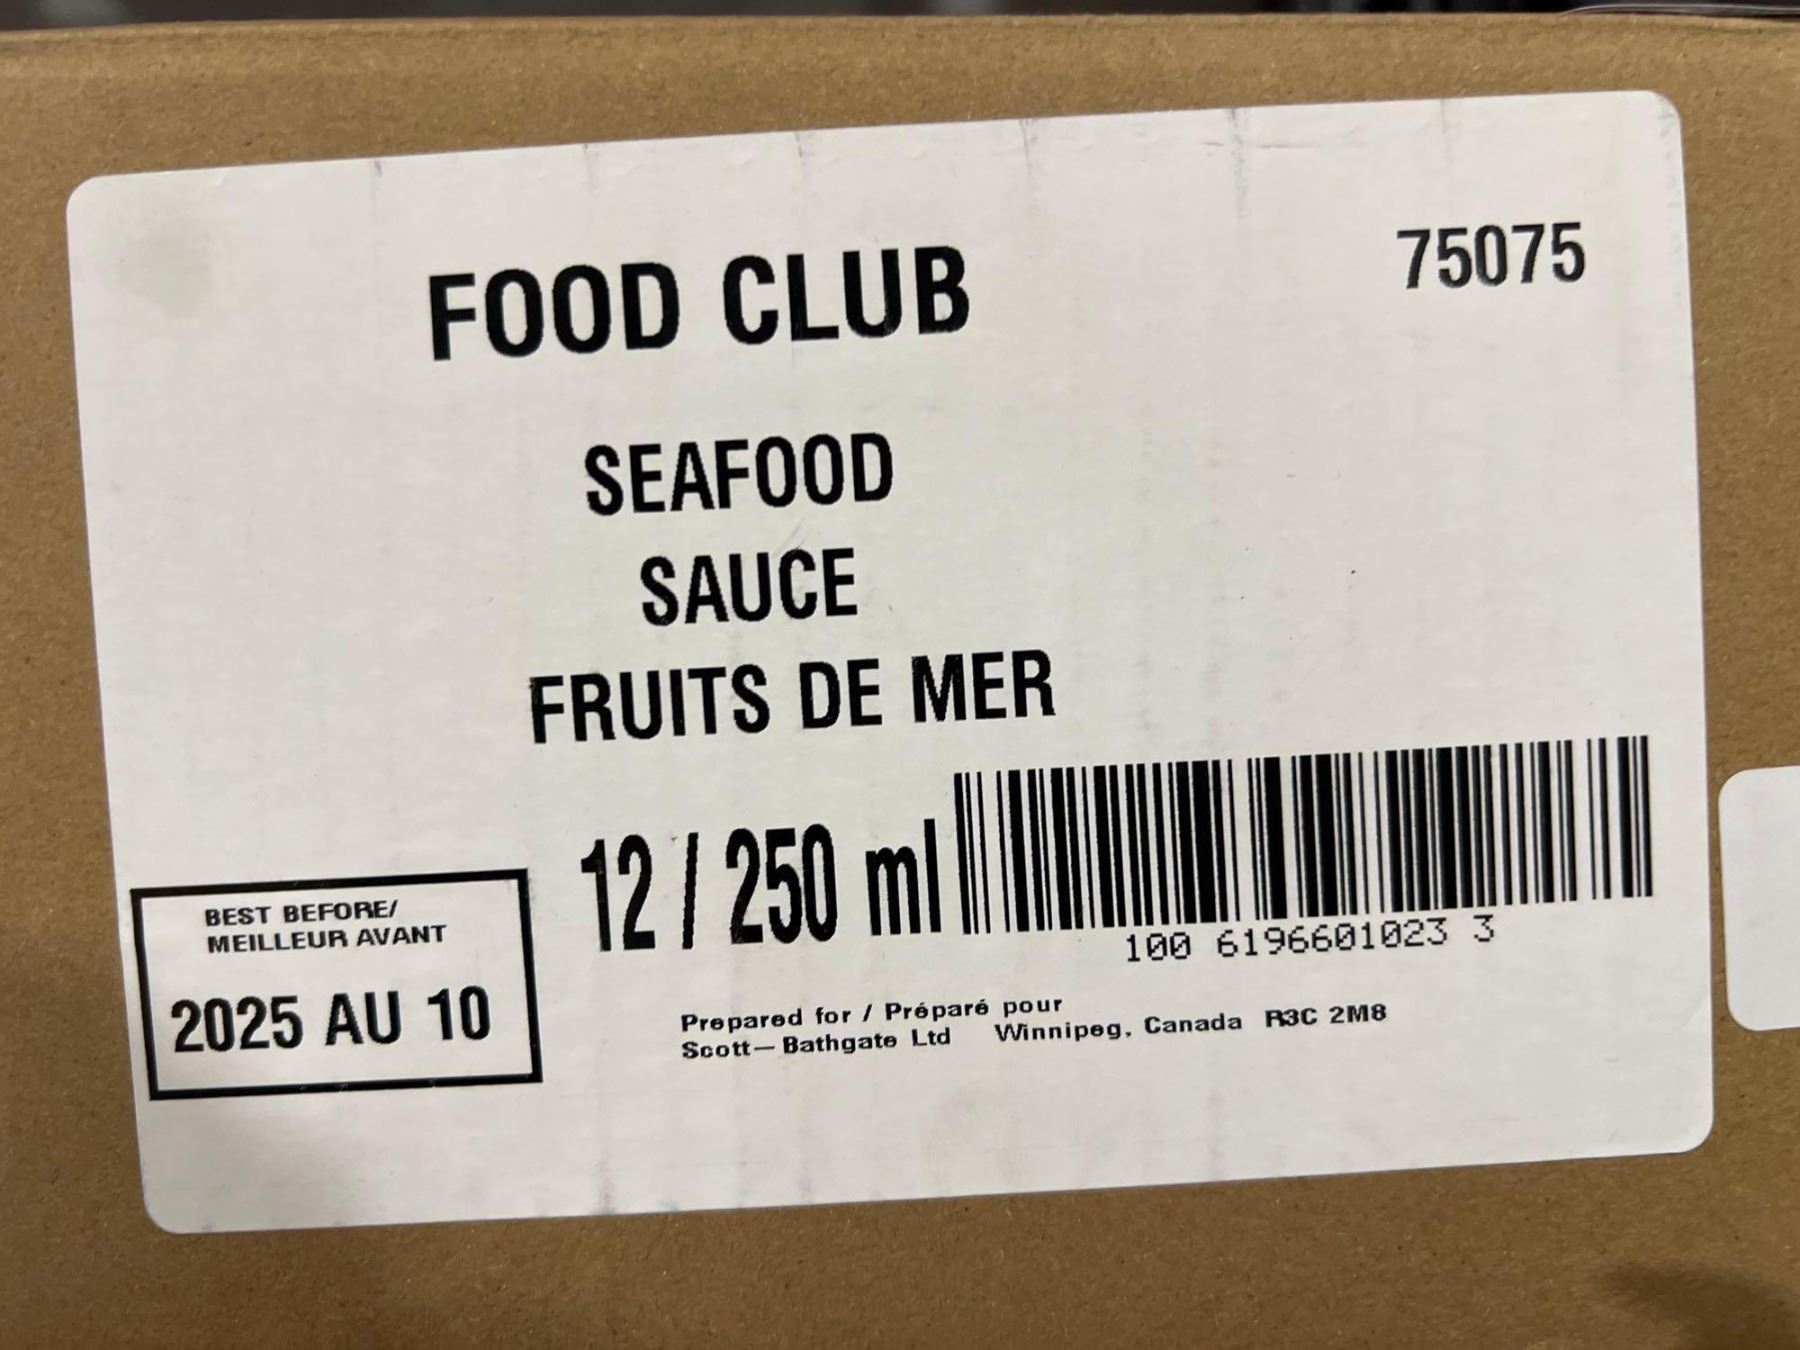 75075
FOOD CLUB
SEAFOOD
SAUCE
FRUITS DE MER
12 / 250 ml
100 6196601023 3
BEST BEFORE/
MEILLEUR AVANT
2025 AU 10
Prepared for / Préparé pour
Scott—Bathgate Ltd Winnipeg, Canada R3C 2M8